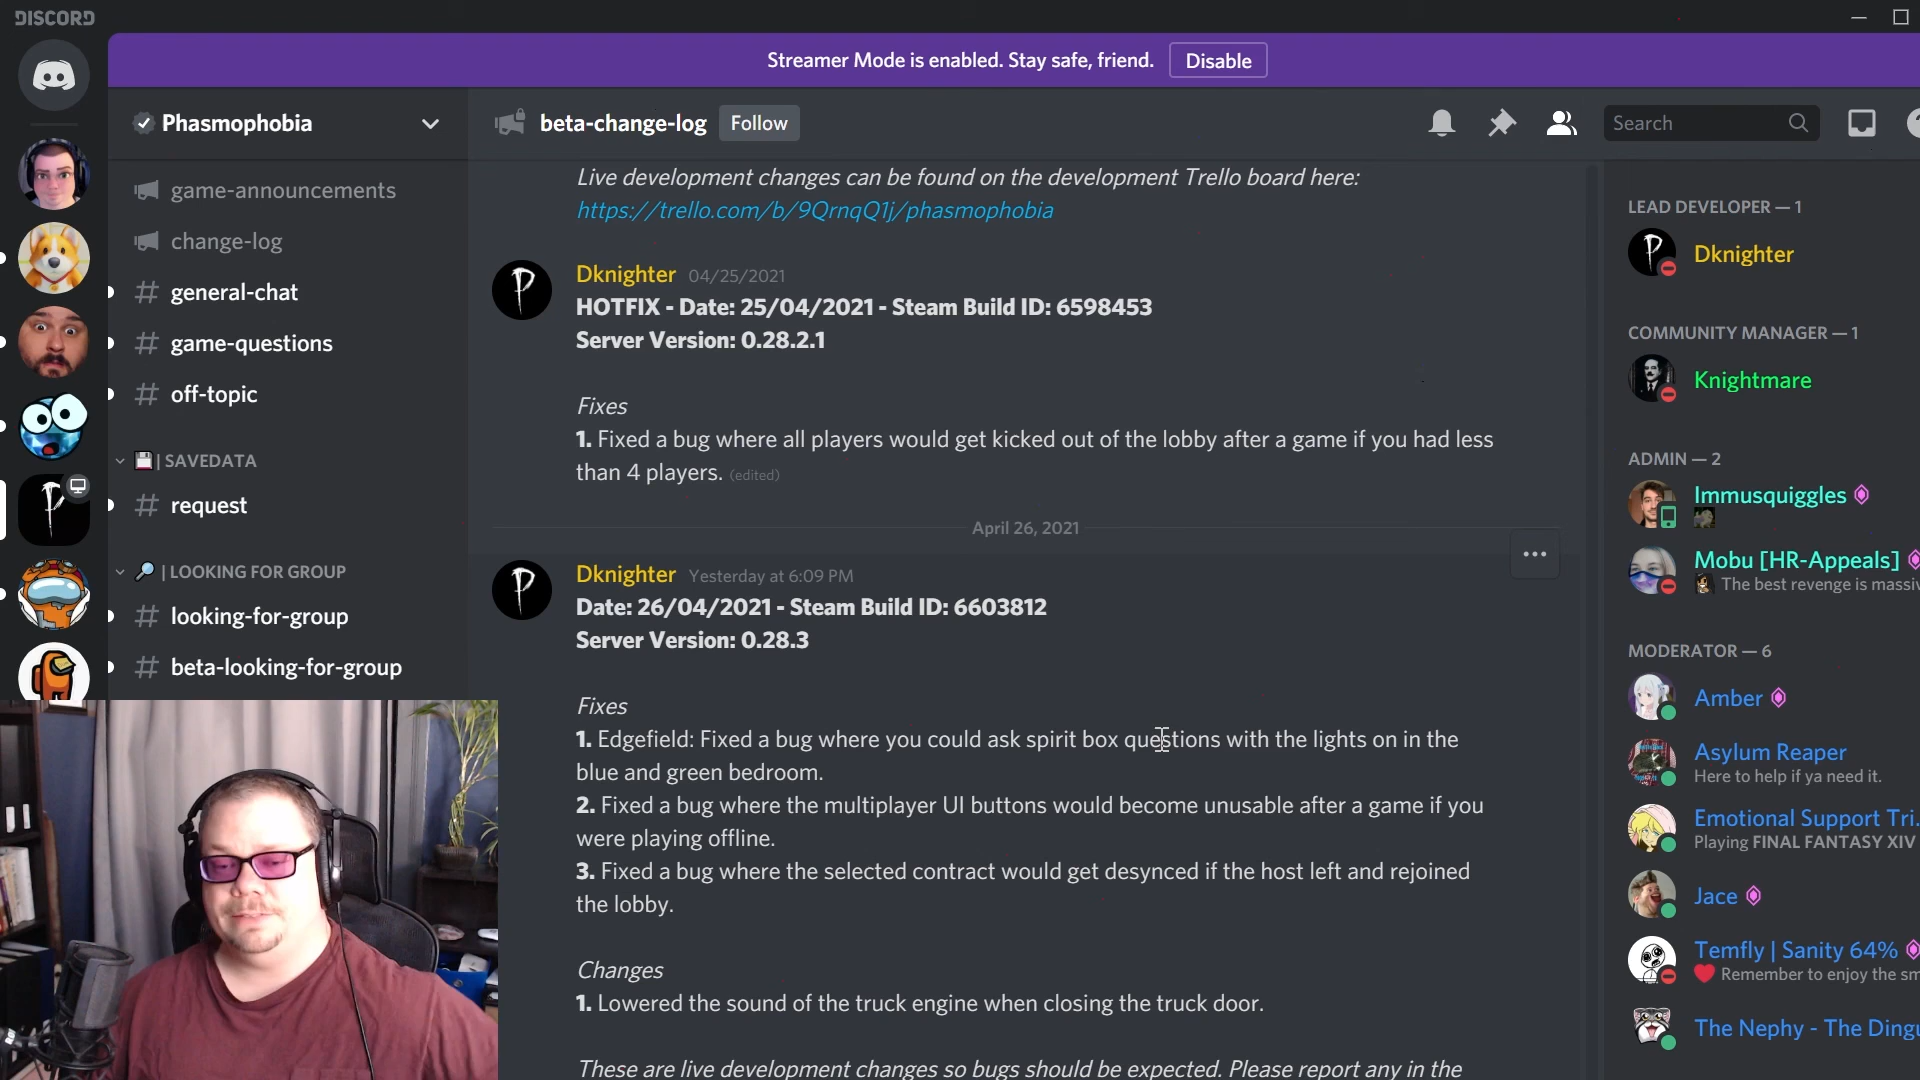 DISCORD
Streamer Mode is enabled. Stay safe, friend.
Disable
Phasmophobia
game-announcements
change-log
general-chat
game-questions
off-topic
| SAVEDATA
request
| LOOKING FOR GROUP
looking-for-group
beta-looking-for-group
beta-change-log
Follow
Search
Live development changes can be found on the development Trello board here:
https://trello.com/b/9QrnqQ1j/phasmophobia
Dknighter 04/25/2021
HOTFIX - Date: 25/04/2021 - Steam Build ID: 6598453
Server Version: 0.28.2.1
Fixes
1. Fixed a bug where all players would get kicked out of the lobby after a game if you had less
than 4 players. (edited)
April 26, 2021
Dknighter Yesterday at 6:09 PM
Date: 26/04/2021 - Steam Build ID: 6603812
Server Version: 0.28.3
Fixes
1. Edgefield: Fixed a bug where you could ask spirit box questions with the lights on in the
blue and green bedroom.
2. Fixed a bug where the multiplayer UI buttons would become unusable after a game if you
were playing offline.
3. Fixed a bug where the selected contract would get desynced if the host left and rejoined
the lobby.
Changes
1. Lowered the sound of the truck engine when closing the truck door.
These are live development changes so bugs should be expected. Please report any in the
LEAD DEVELOPER — 1
Dknighter
COMMUNITY MANAGER — 1
Knightmare
ADMIN — 2
Immusquiggles
Mobu [HR-Appeals]
The best revenge is massiv
MODERATOR — 6
Amber
Asylum Reaper
Here to help if ya need it.
Emotional Support Tri...
Playing FINAL FANTASY XIV
Jace
Temfly | Sanity 64%
Remember to enjoy the sm
The Nephy - The Dingu